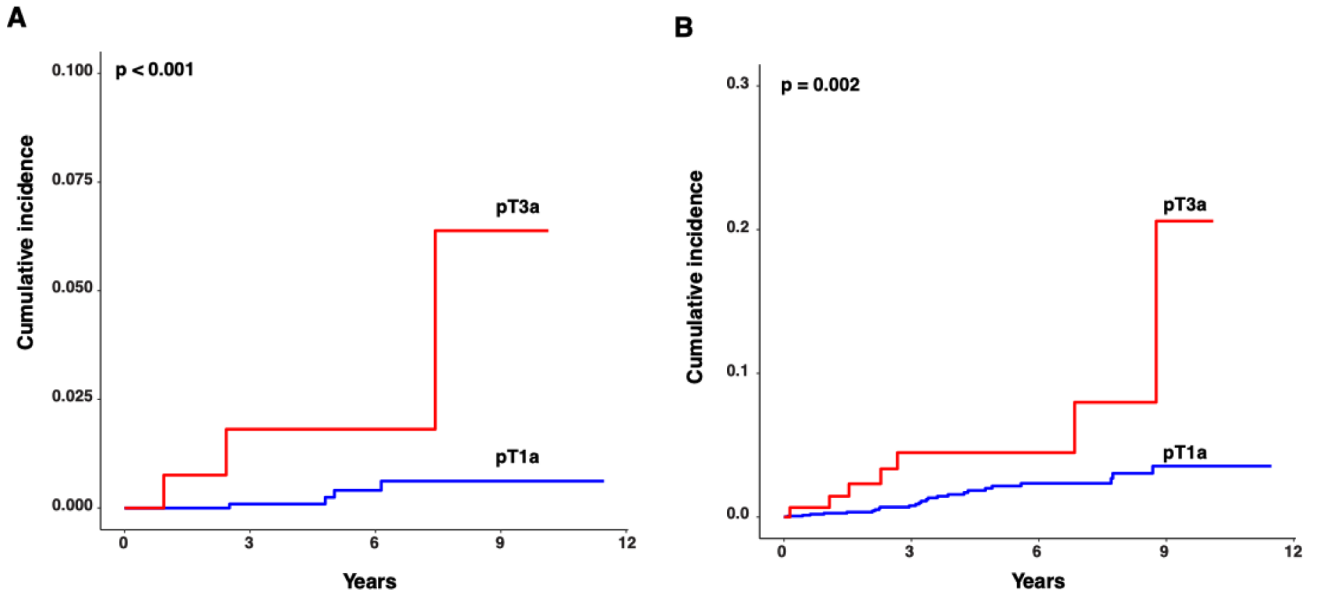 A
p < 0.001
Cumulative incidence
0.100
0.075
0.050
0.025
0.000
pT3a
pT1a
0 3 6 9 12
Years
B
p = 0.002
Cumulative incidence
0.3
0.2
0.1
0.0
pT3a
pT1a
0 3 6 9 12
Years